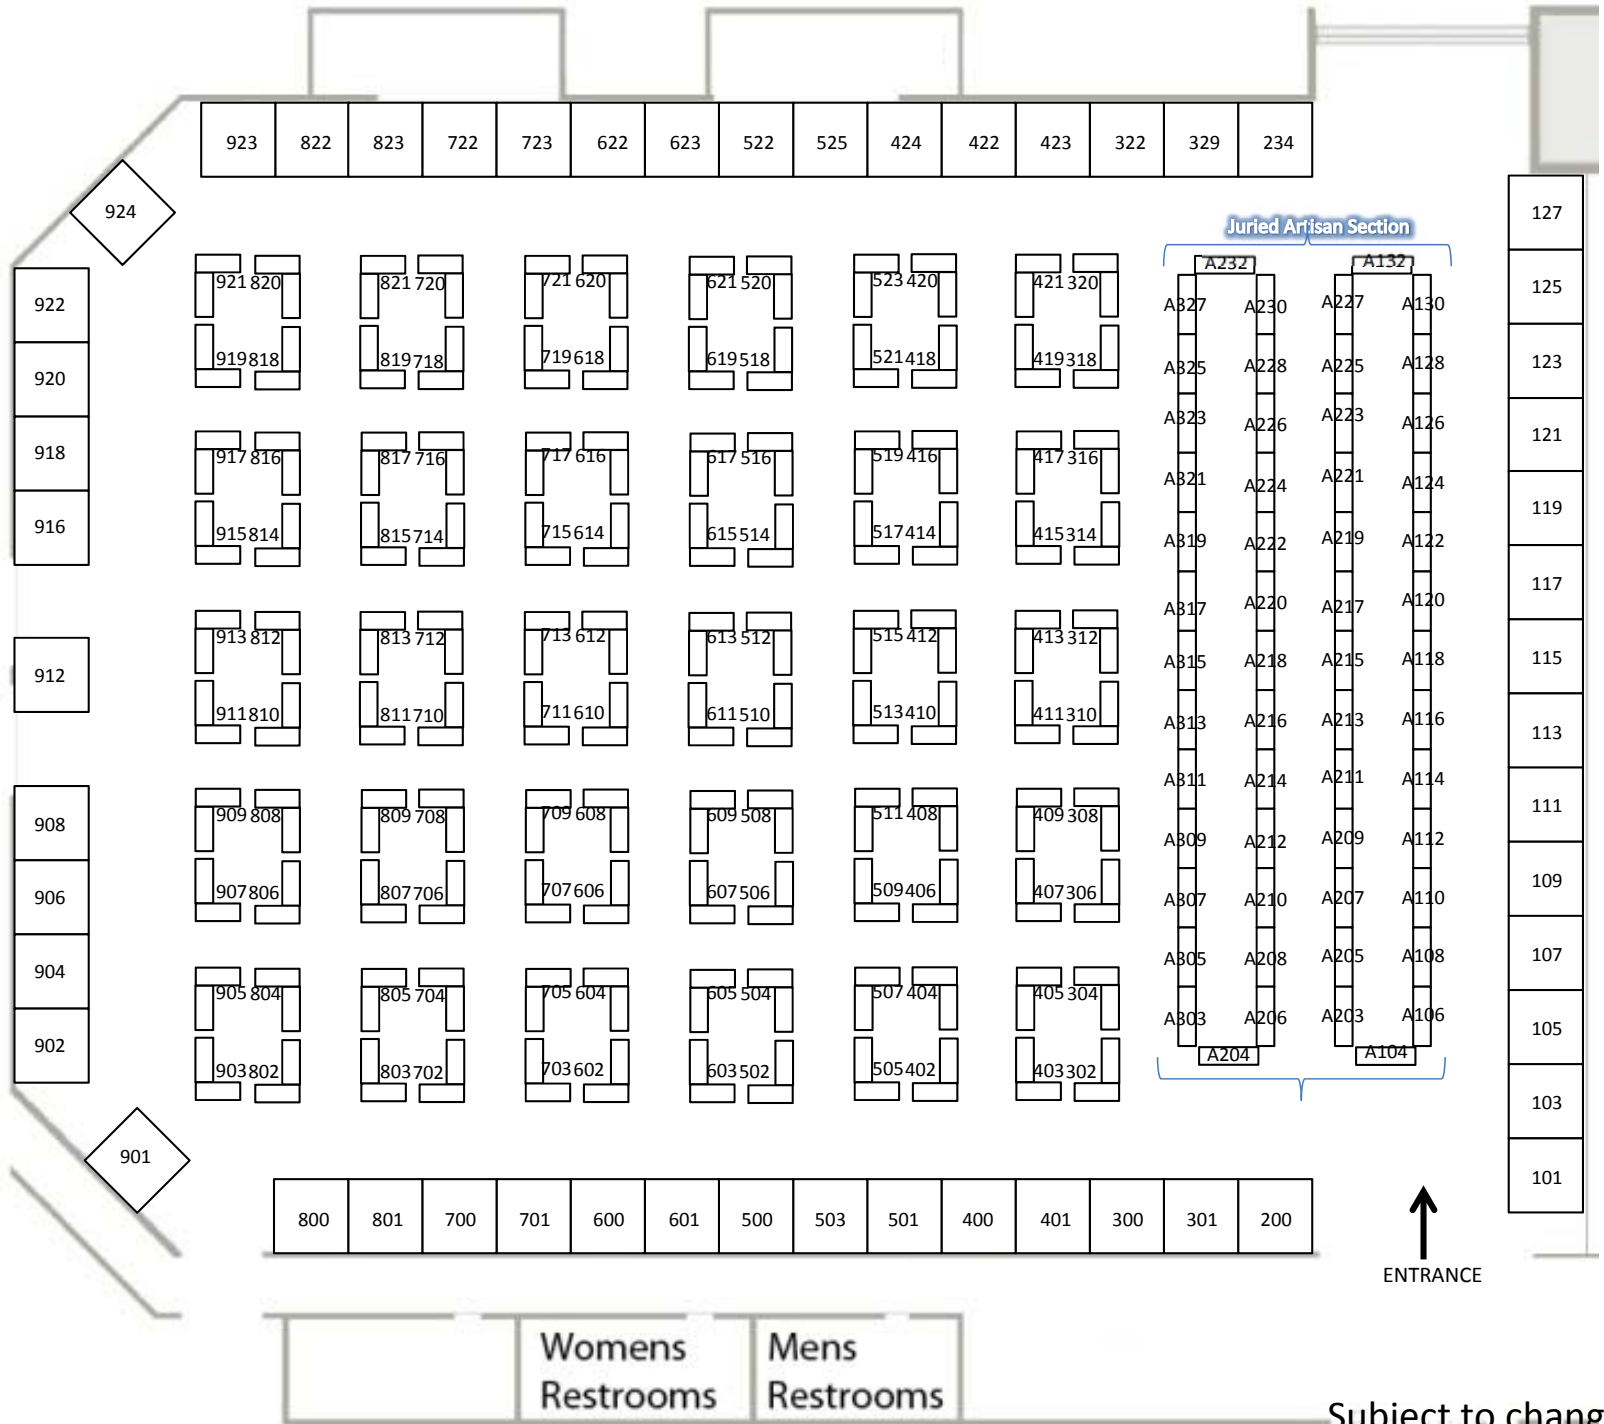 923 822 823 722 723 622 623 522 525 424 422 423 322 329 234
924
127
Juried Artisan Section
A232 A132
921 820 821 720 721 620 621 520 523 420 421 320
922 A327 A230 A227 A130 125
919 818 819 718 719 618 619 518 521 418 419 318
920 A325 A228 A225 A128 123
A323 A226 A223 A126 121
917 816 817 716 717 616 617 516 519 416 417 316
918 A321 A224 A221 A124
916 119
915 814 815 714 715 614 615 514 517 414 415 314
A319 A222 A219 A122
A317 A220 A217 A120 117
913 812 813 712 713 612 613 512 515 412 413 312
912 A315 A218 A215 A118 115
911 810 811 710 711 610 611 510 513 410 411 310
A313 A216 A213 A116 113
A311 A214 A211 A114 111
909 808 809 708 709 608 609 508 511 408 409 308
908 A309 A212 A209 A112
907 806 807 706 707 606 607 506 509 406 407 306
906 A307 A210 A207 A110 109
904 A305 A208 A205 A108 107
905 804 805 704 705 604 605 504 507 404 405 304
A303 A206 A203 A106 105
902 A204 A104
903 802 803 702 703 602 603 502 505 402 403 302
103
901 101
800 801 700 701 600 601 500 503 501 400 401 300 301 200
ENTRANCE
Womens Restrooms
Mens Restrooms
Subject to chang